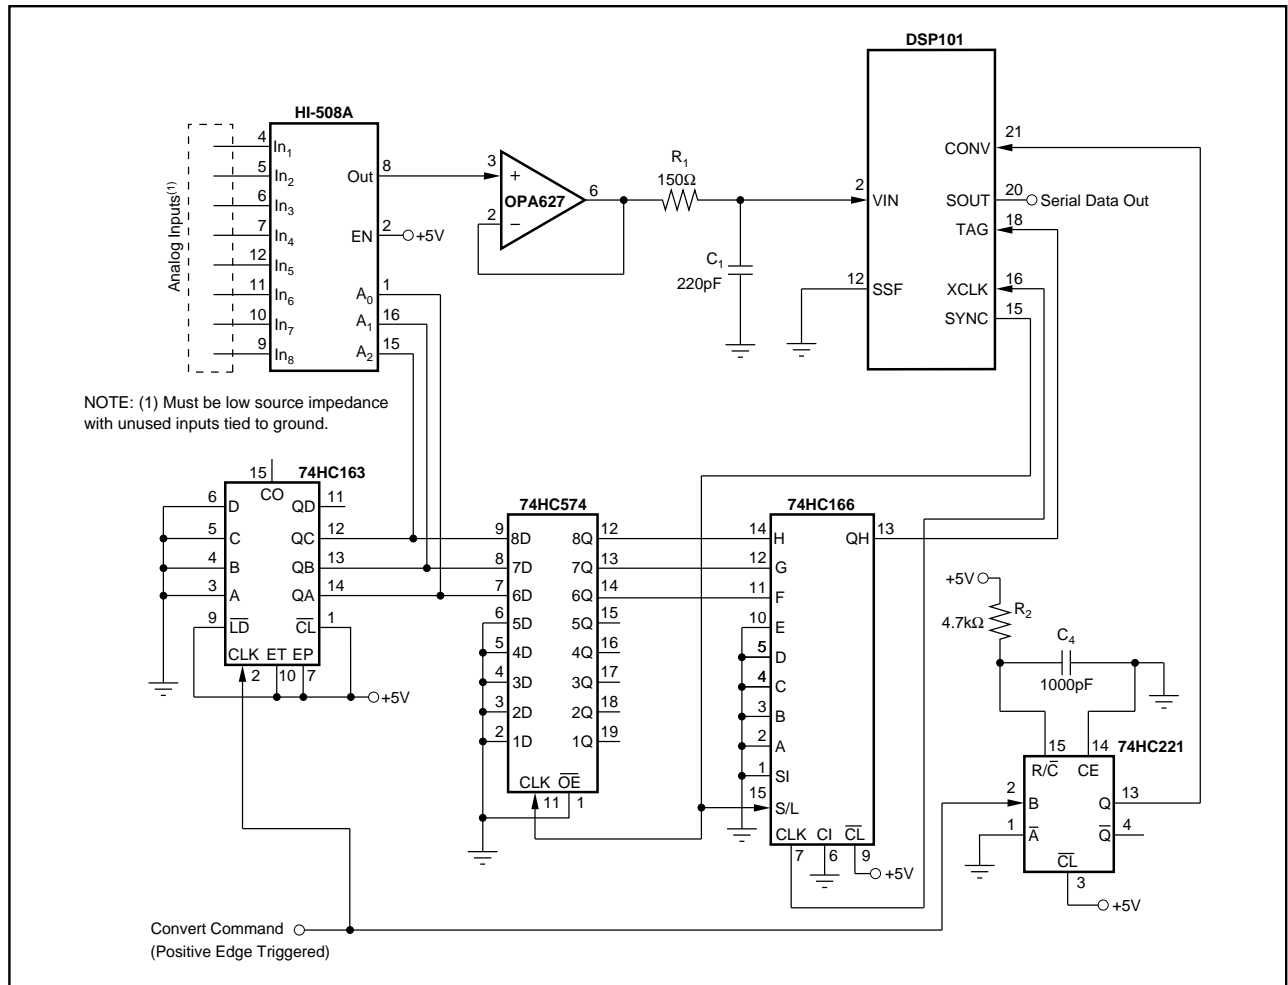 DSP101
HI-508A
Analog Inputs(1)
4 In1
5 In2
6 In3
7 In4
12 In5
11 In6
10 In7
9 In8
Out 8
EN 2 +5V
A0 1
A1 16
A2 15
3 +
OPA627 6
2 −
R1
150Ω
C1
220pF
2 VIN
12 SSF
CONV 21
SOUT 20 Serial Data Out
TAG 18
XCLK 16
SYNC 15
NOTE: (1) Must be low source impedance
with unused inputs tied to ground.
74HC163
15
CO
6 D QD 11
5 C QC 12
4 B QB 13
3 A QA 14
9 L̅D̅ C̅L̅ 1
CLK ET EP
2 10 7
+5V
74HC574
9 8D 8Q 12
8 7D 7Q 13
7 6D 6Q 14
6 5D 5Q 15
5 4D 4Q 16
4 3D 3Q 17
3 2D 2Q 18
2 1D 1Q 19
CLK O̅E̅
11 1
74HC166
14 H QH 13
12 G
11 F
10 E
5 D
4 C
3 B
2 A
1 SI
15 S/L
CLK CI C̅L̅
7 6 9
+5V
+5V
R2
4.7kΩ
C4
1000pF
15 14 74HC221
R/C̅ CE
2 B Q 13
1 A̅ Q̅ 4
C̅L̅
3
+5V
Convert Command
(Positive Edge Triggered)